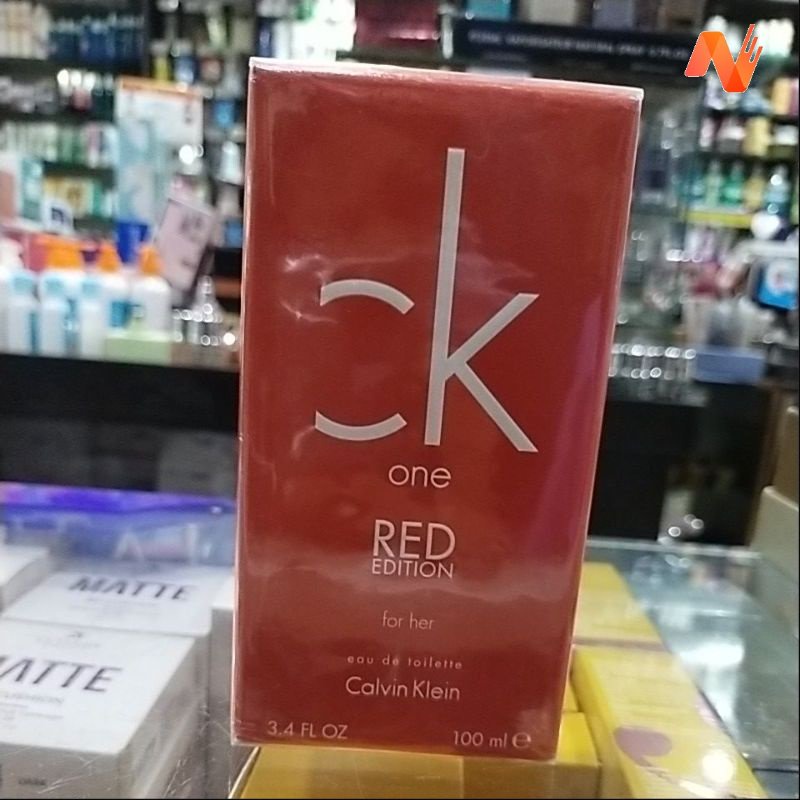 ck
one
RED
EDITION
for her
eau de toilette
Calvin Klein
3.4 FL OZ 100 ml ℮
MATTE
MATTE